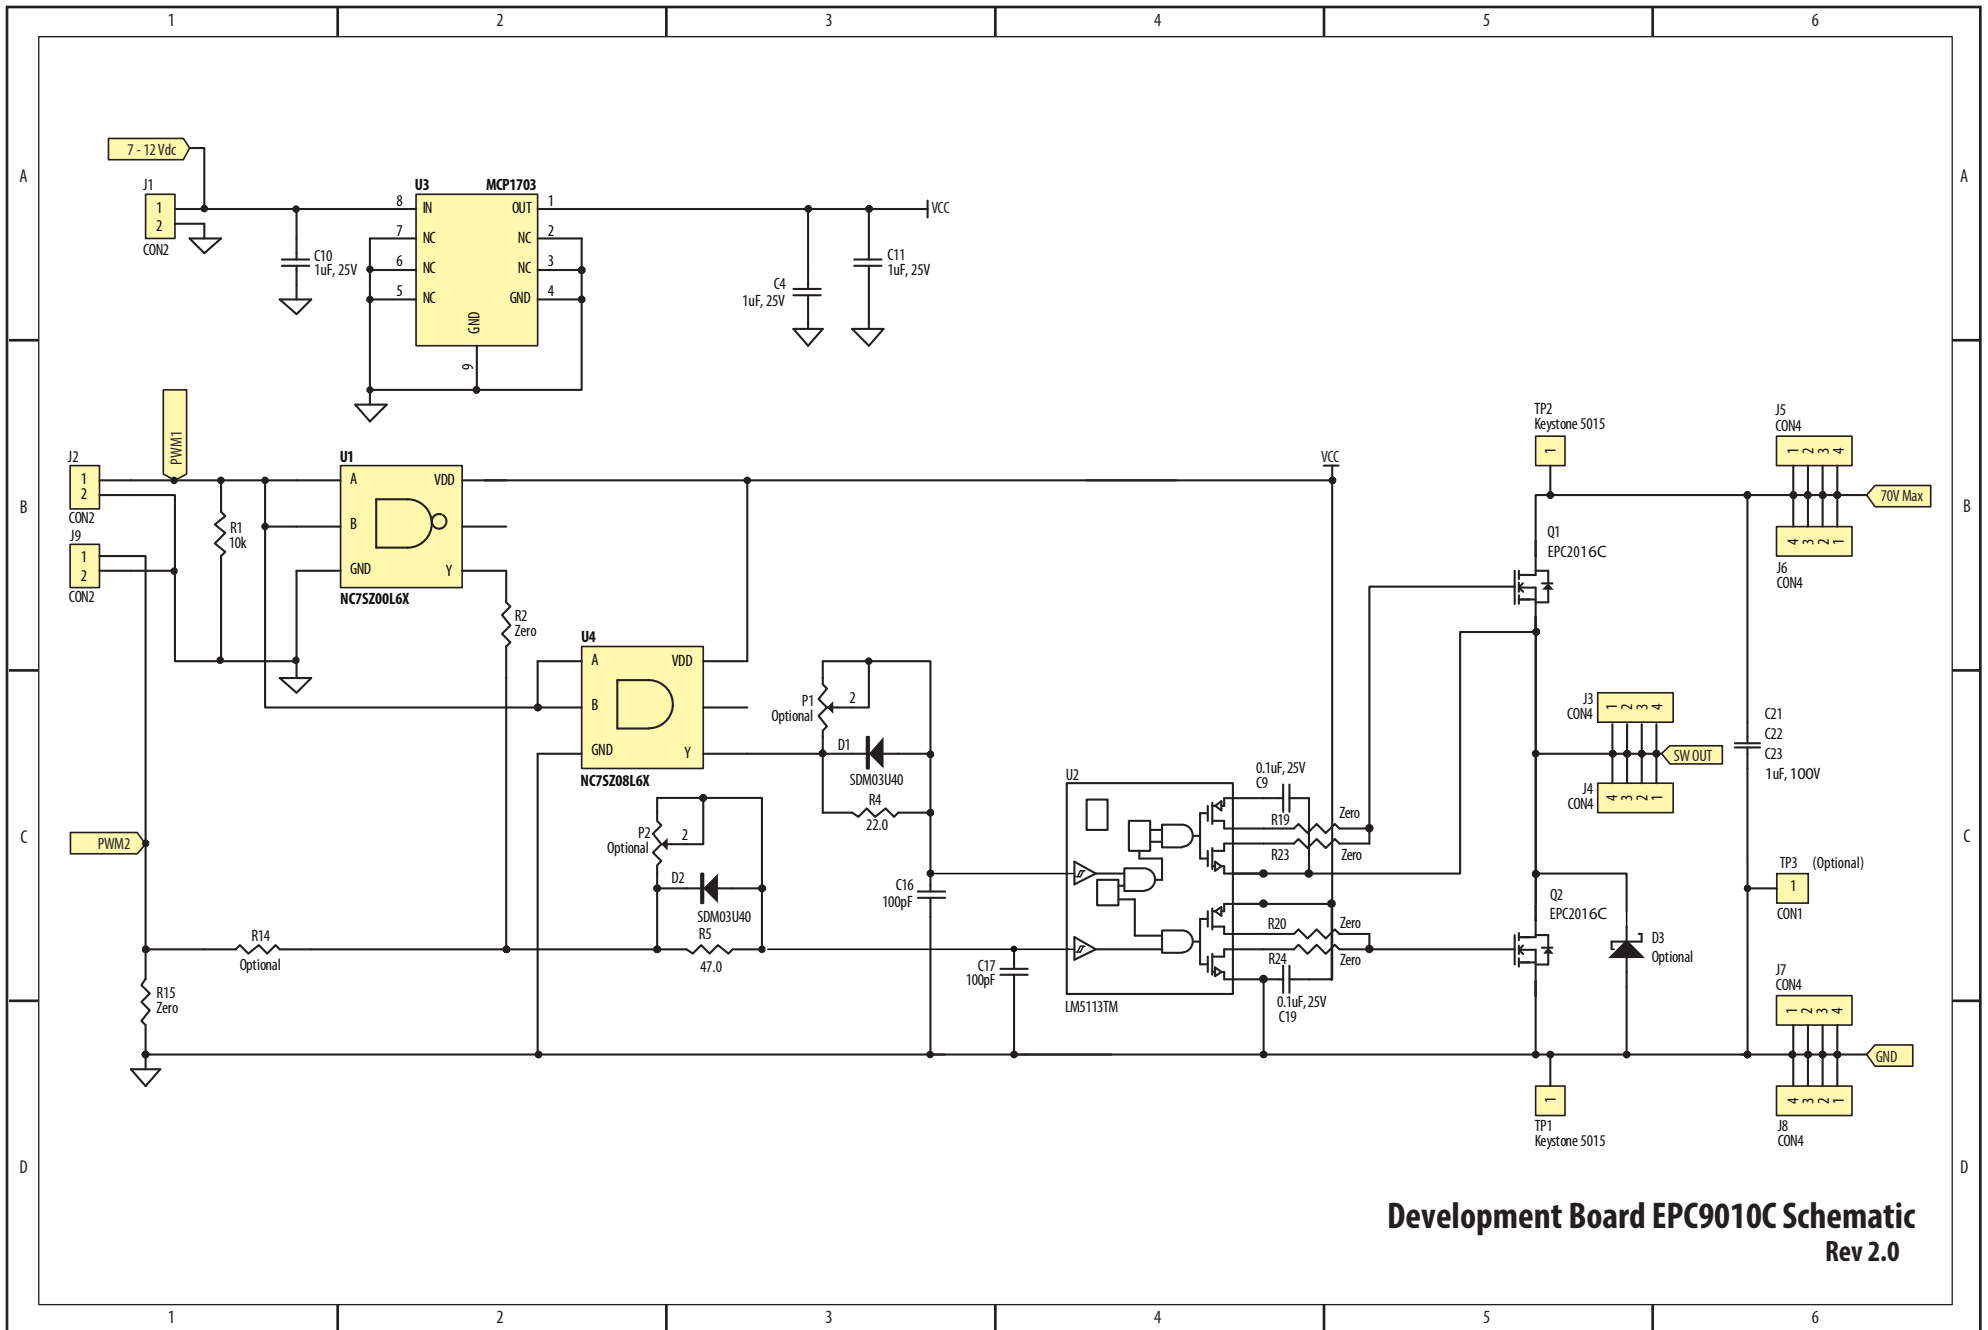 1 2 3 4 5 6
A A
7 - 12 Vdc
J1
1
2
CON2
C10
1uF, 25V
U3 MCP1703
8 IN OUT 1
7 NC NC 2
6 NC NC 3
5 NC GND 4
GND
9
VCC
C4
1uF, 25V
C11
1uF, 25V
B B
PWM1
J2
1
2
CON2
J9
1
2
CON2
R1
10k
U1
A VDD
B
GND Y
NC7SZ00L6X
R2
Zero
U4
A VDD
B
GND Y
NC7SZ08L6X
P1
Optional
2
D1
SDM03U40
R4
22.0
VCC
TP2
Keystone 5015
1
Q1
EPC2016C
J5
CON4
1 2 3 4
70V Max
4 3 2 1
J6
CON4
J3
CON4
1 2 3 4
SW OUT
J4
CON4
4 3 2 1
C21
C22
C23
1uF, 100V
C C
PWM2
P2
Optional
2
D2
SDM03U40
R5
47.0
R14
Optional
R15
Zero
C16
100pF
C17
100pF
U2
LM5113TM
0.1uF, 25V
C9
R19
Zero
R23
Zero
R20
Zero
R24
Zero
0.1uF, 25V
C19
Q2
EPC2016C
D3
Optional
TP3 (Optional)
1
CON1
J7
CON4
1 2 3 4
GND
4 3 2 1
J8
CON4
1
TP1
Keystone 5015
D D
Development Board EPC9010C Schematic
Rev 2.0
1 2 3 4 5 6